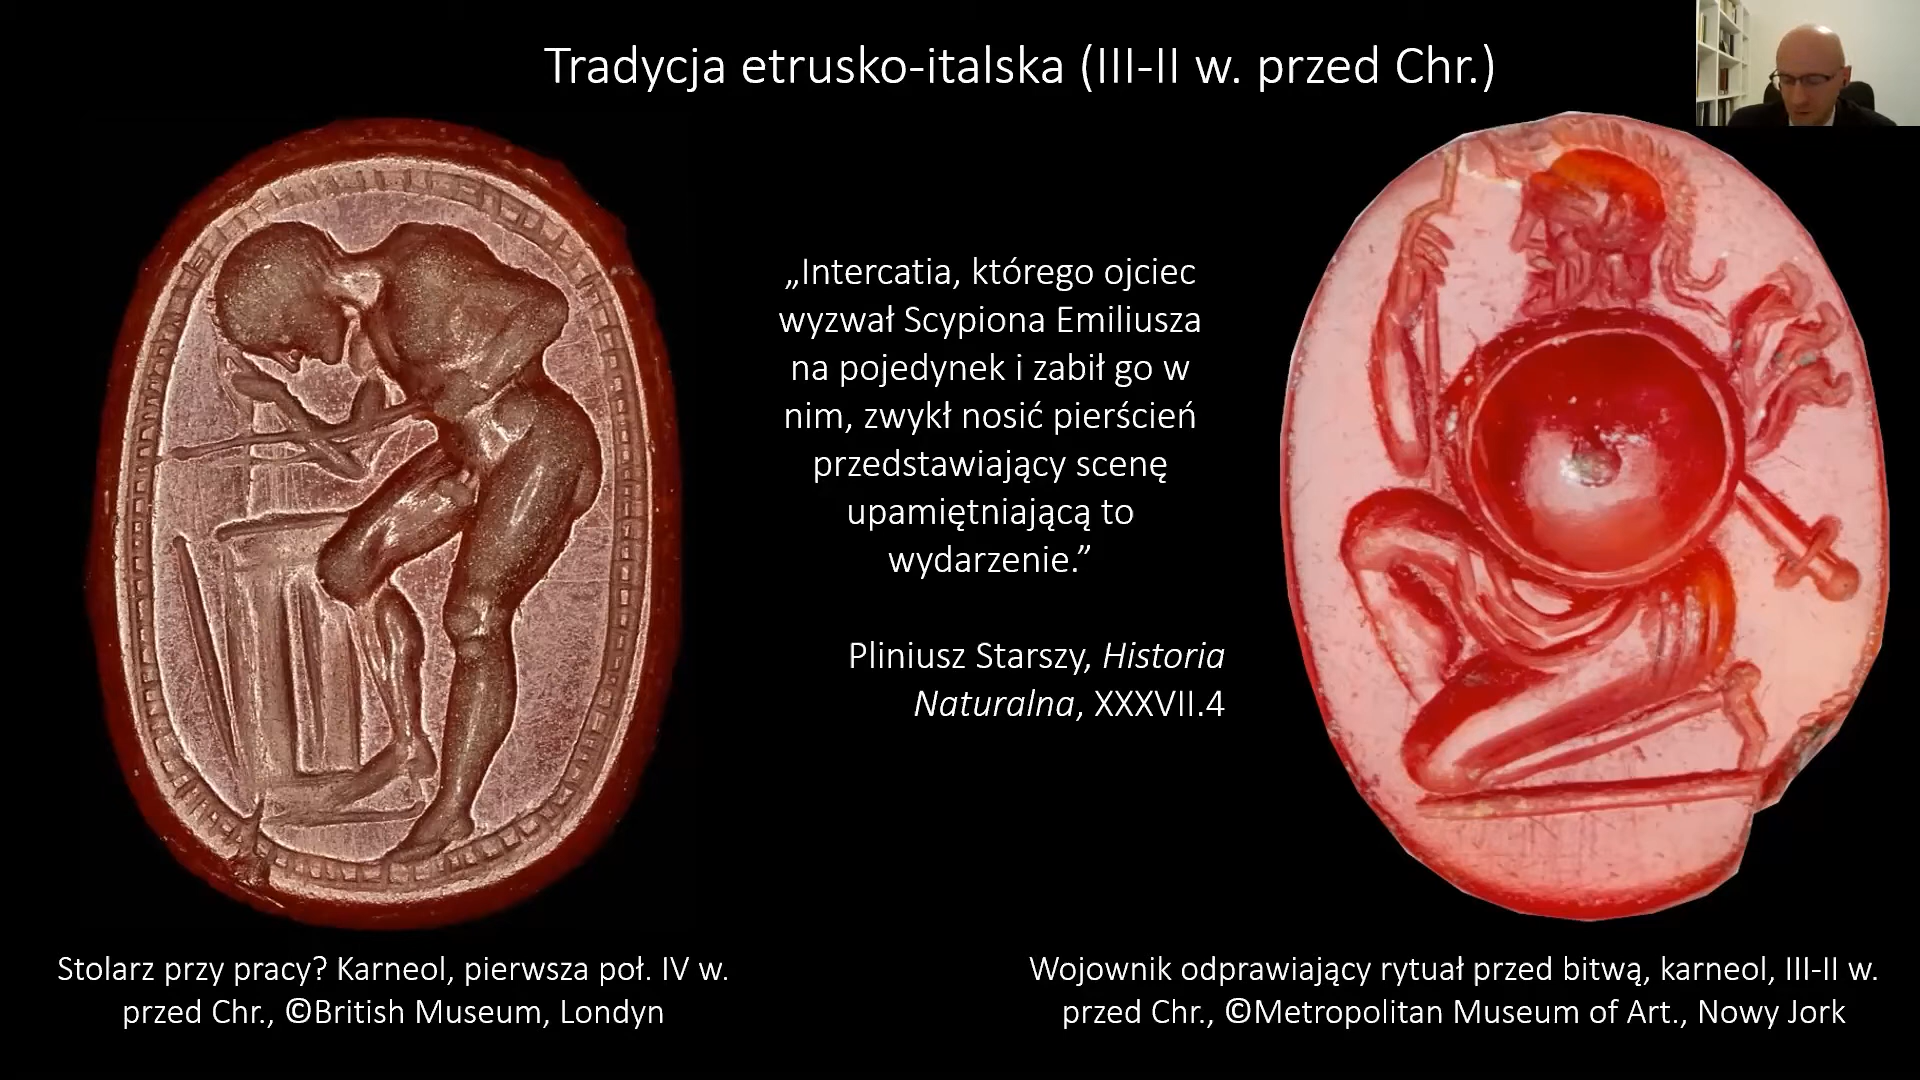 Tradycja etrusko-italska (III-II w. przed Chr.)
„Intercatia, którego ojciec
wyzwał Scypiona Emiliusza
na pojedynek i zabił go w
nim, zwykł nosić pierścień
przedstawiający scenę
upamiętniającą to
wydarzenie.”
Pliniusz Starszy, Historia
Naturalna, XXXVII.4
Stolarz przy pracy? Karneol, pierwsza poł. IV w.
przed Chr., ©British Museum, Londyn
Wojownik odprawiający rytuał przed bitwą, karneol, III-II w.
przed Chr., ©Metropolitan Museum of Art., Nowy Jork